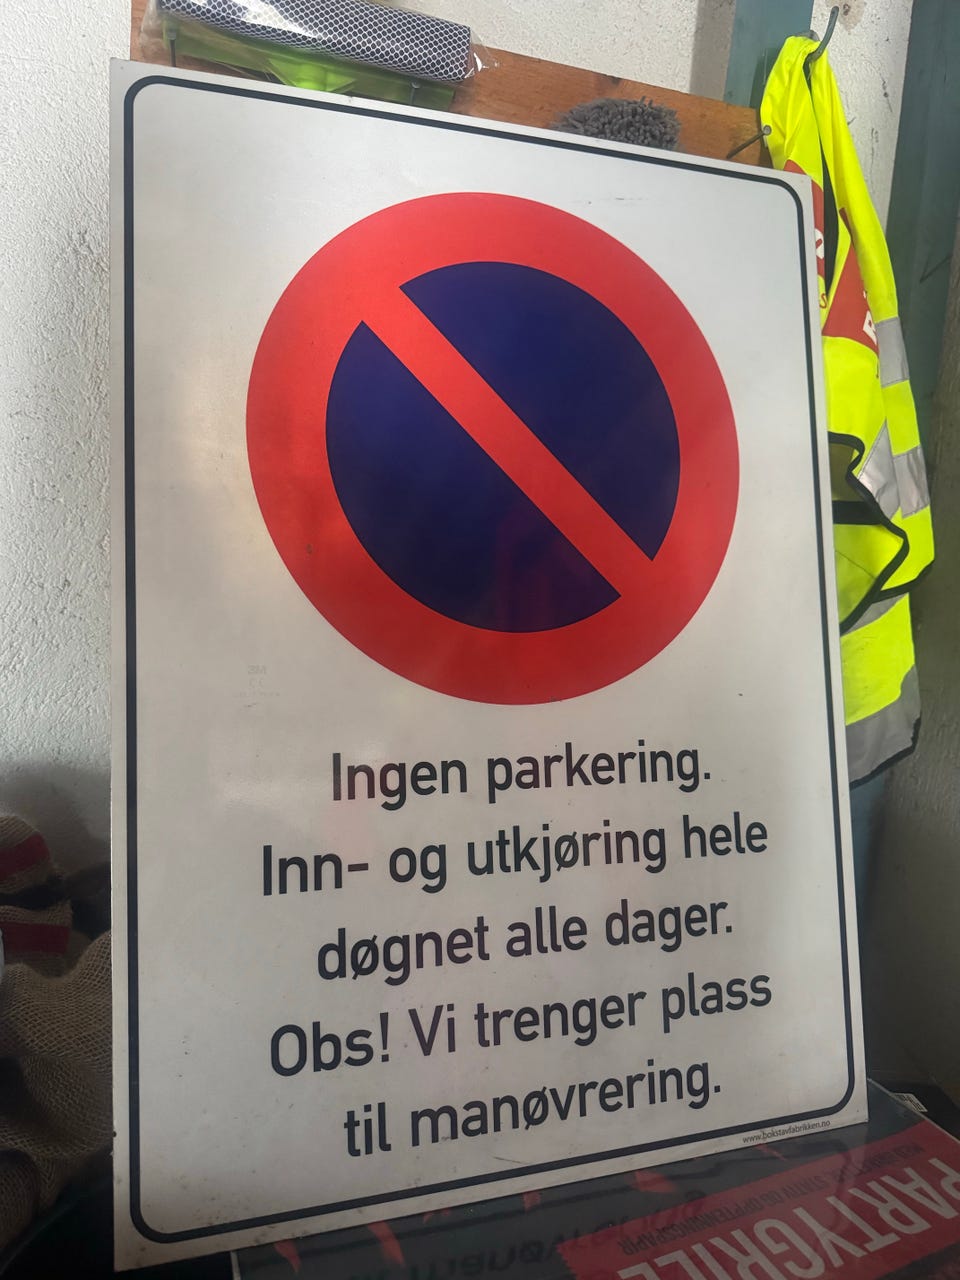 Ingen parkering.
Inn- og utkjøring hele
døgnet alle dager.
Obs! Vi trenger plass
til manøvrering.
www.bokstavfabrikken.no
PARTYGRILL